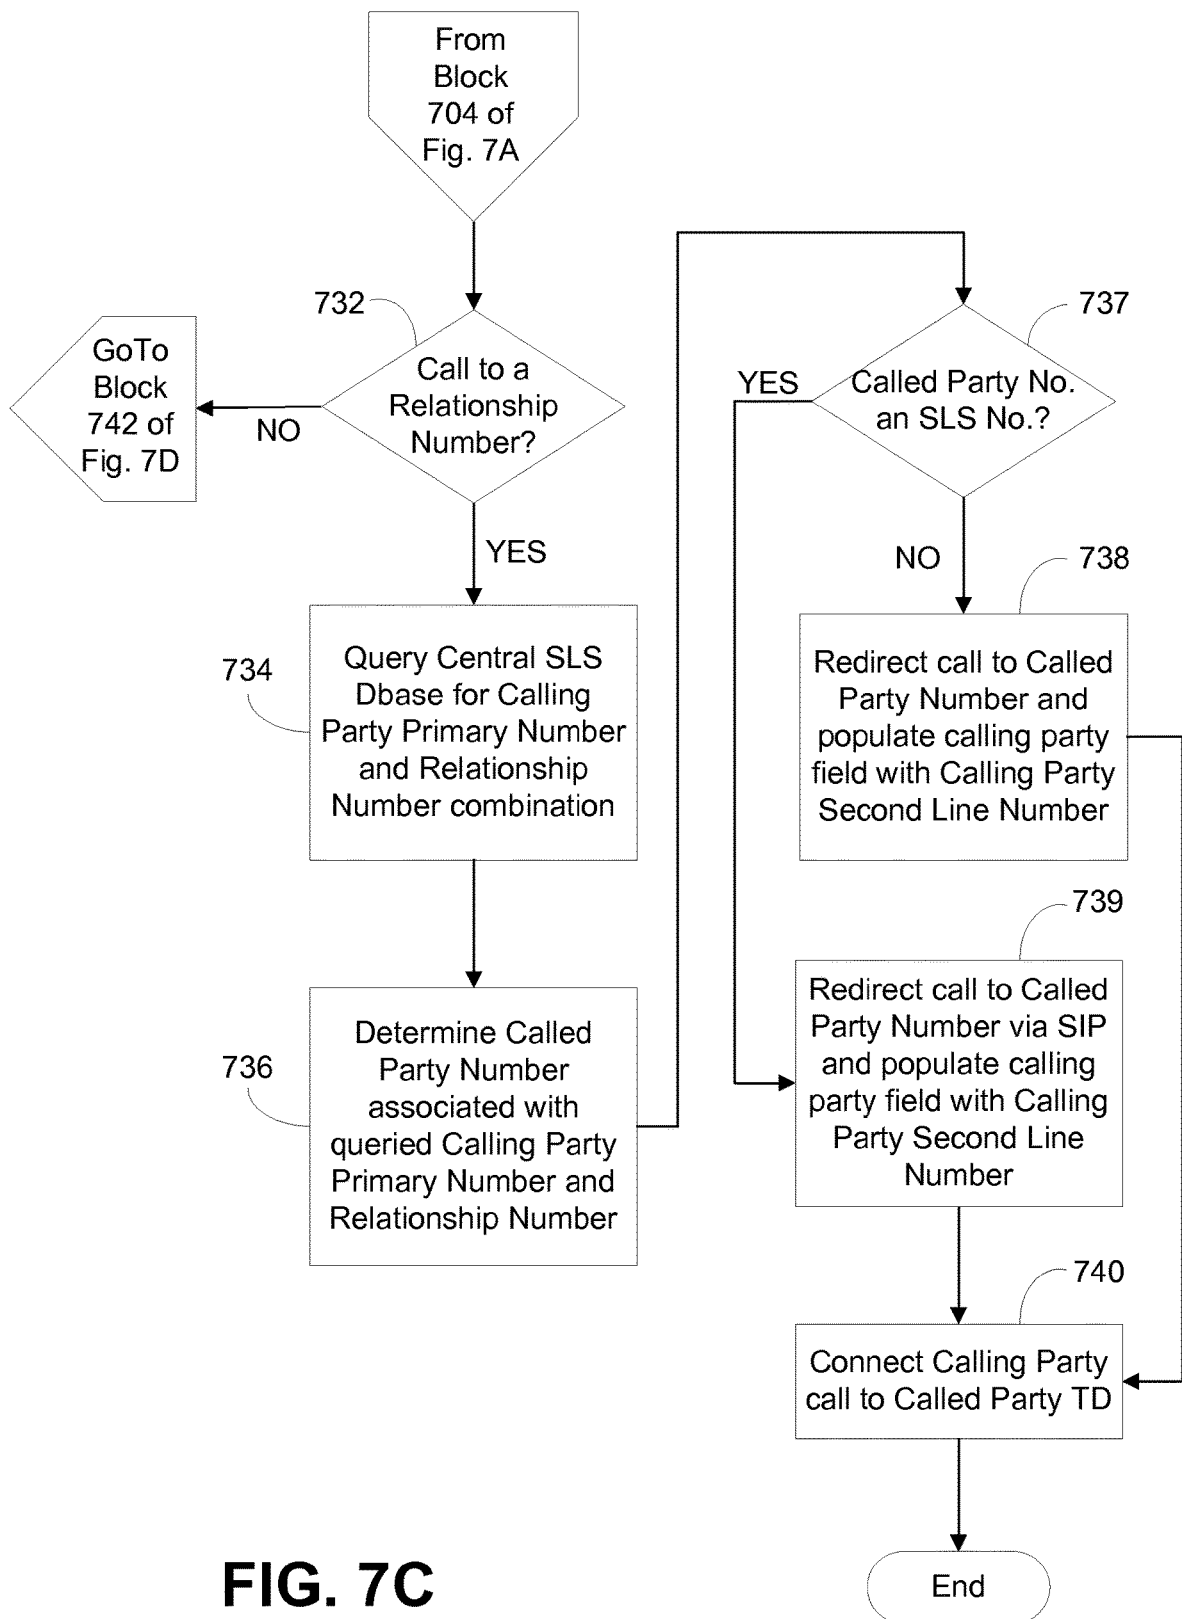 From
Block
704 of
Fig. 7A
732
Call to a
Relationship
Number?
NO
GoTo
Block
742 of
Fig. 7D
YES
734
Query Central SLS
Dbase for Calling
Party Primary Number
and Relationship
Number combination
736
Determine Called
Party Number
associated with
queried Calling Party
Primary Number and
Relationship Number
737
Called Party No.
an SLS No.?
YES
NO
738
Redirect call to Called
Party Number and
populate calling party
field with Calling Party
Second Line Number
739
Redirect call to Called
Party Number via SIP
and populate calling
party field with Calling
Party Second Line
Number
740
Connect Calling Party
call to Called Party TD
End
FIG. 7C